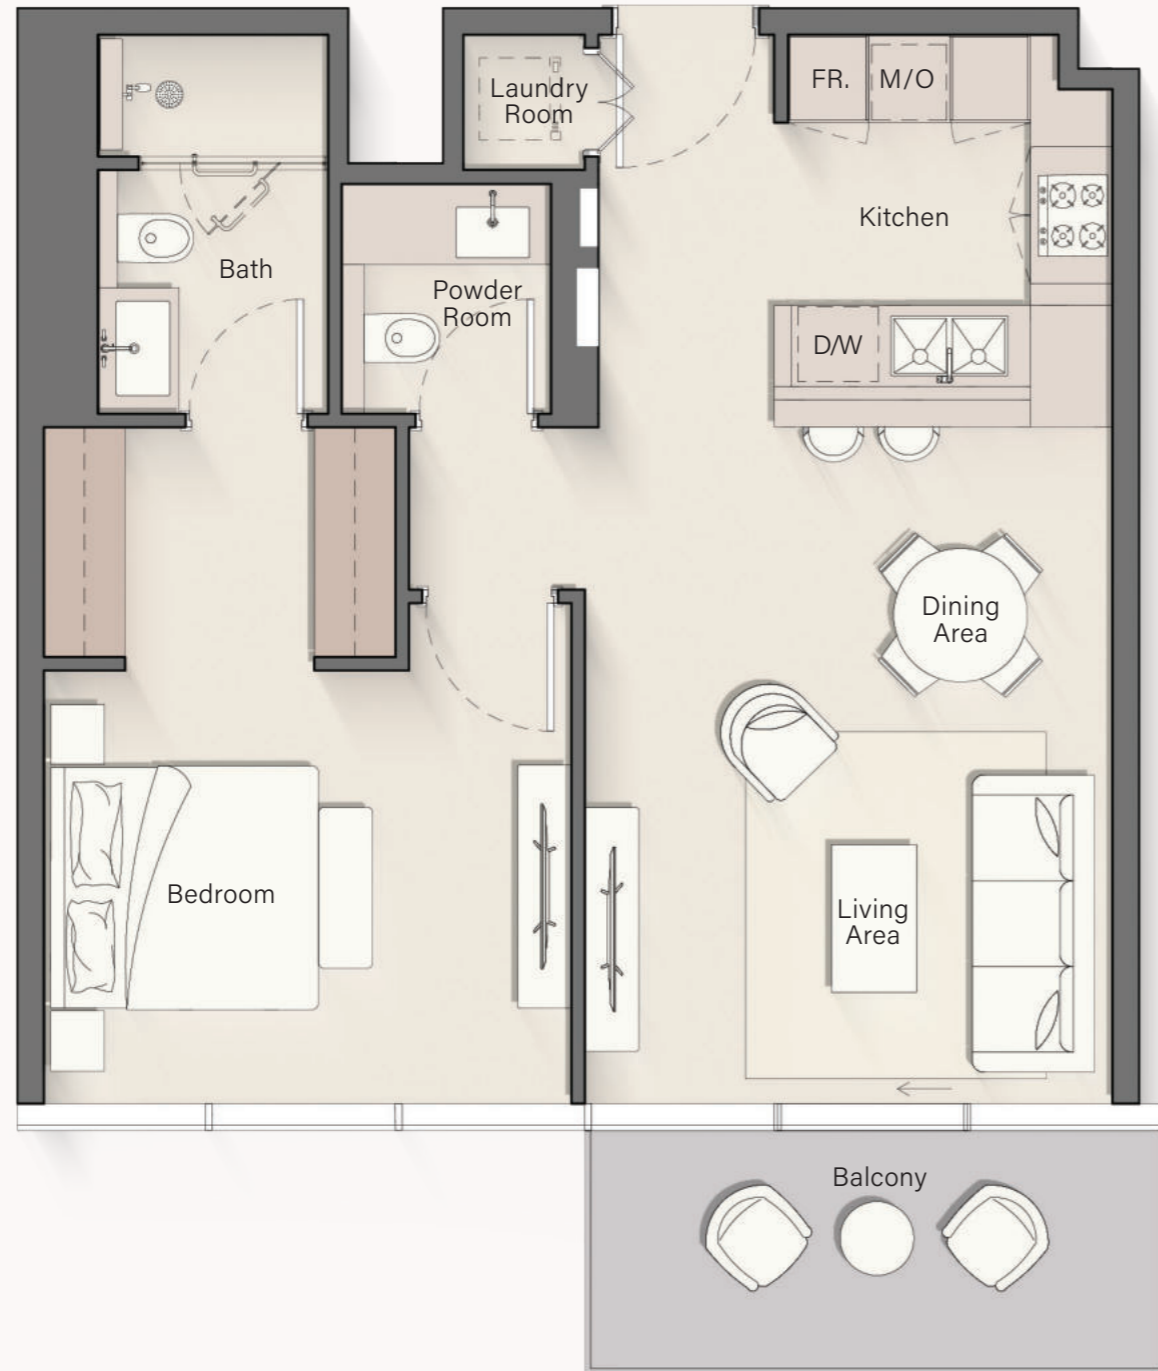 Laundry
Room
FR.
M/O
Kitchen
Bath
Powder
Room
D/W
Dining
Area
Bedroom
Living
Area
Balcony